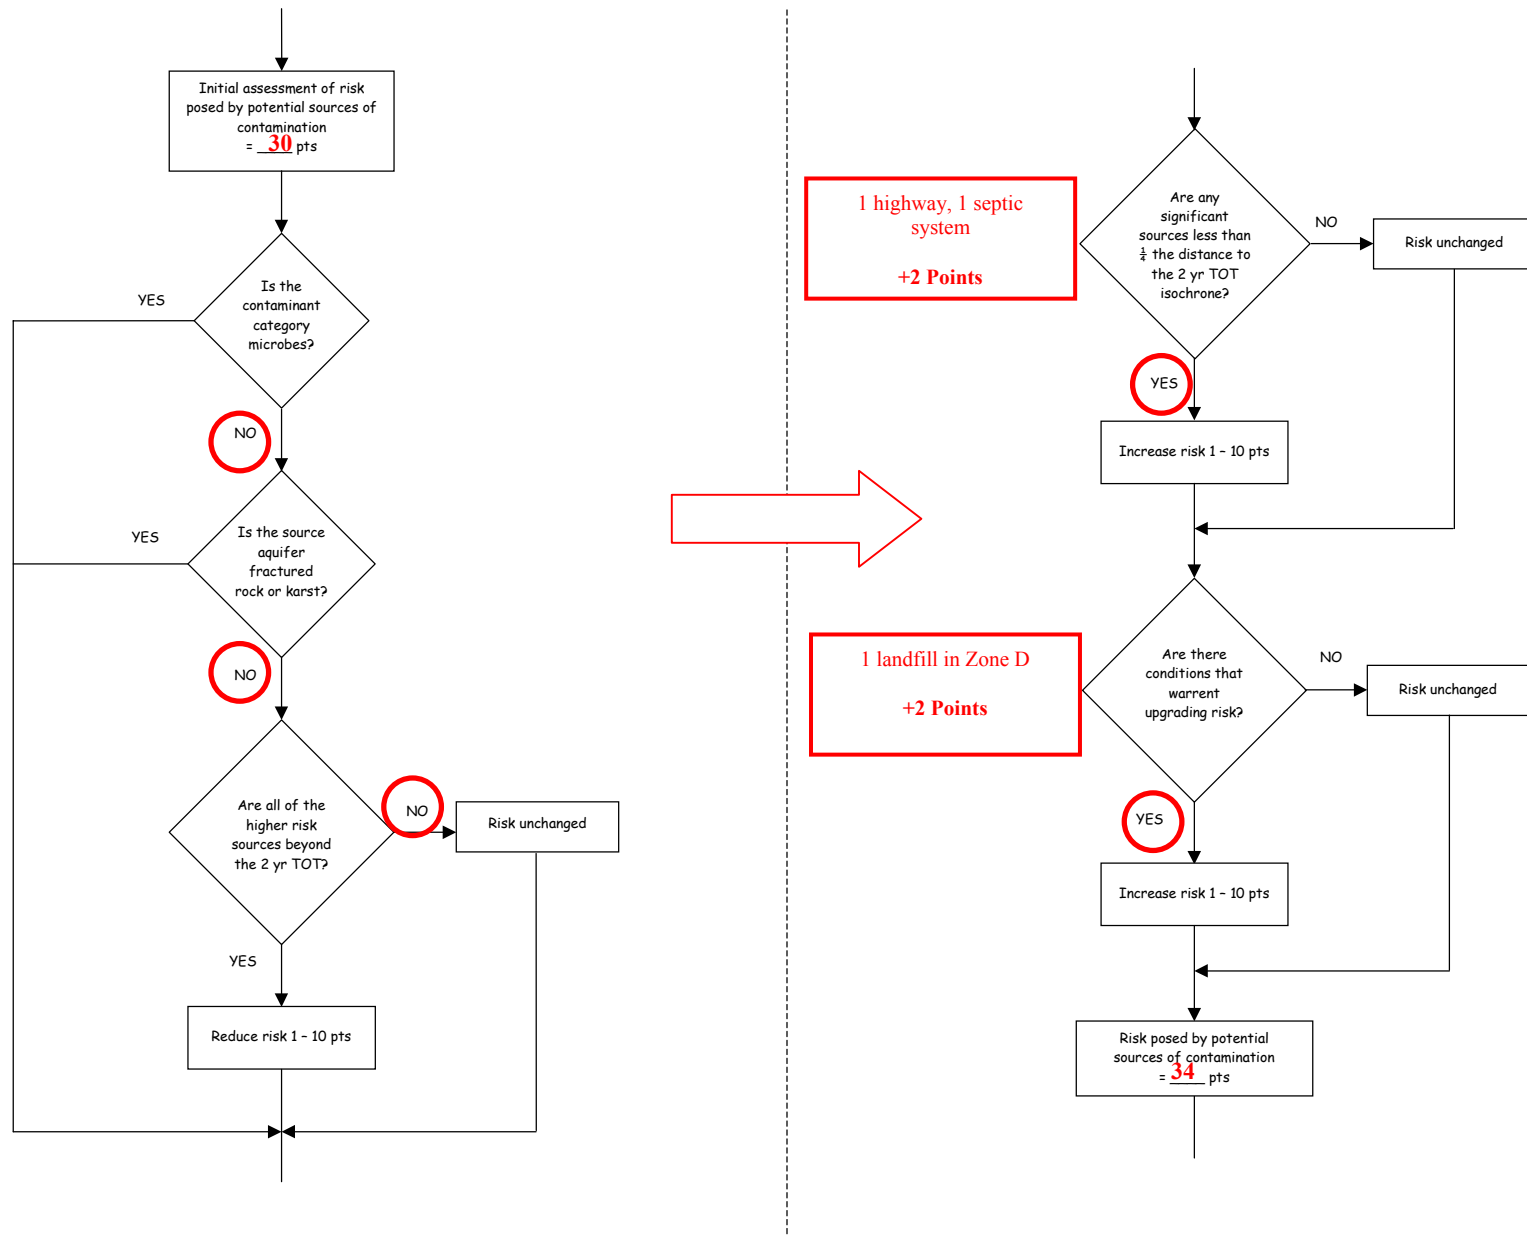 Initial assessment of risk
posed by potential sources of
contamination
= 30 pts
Is the
contaminant
category
microbes?
YES
NO
Is the source
aquifer
fractured
rock or karst?
YES
NO
Are all of the
higher risk
sources beyond
the 2 yr TOT?
NO
Risk unchanged
YES
Reduce risk 1 – 10 pts
1 highway, 1 septic
system
+2 Points
Are any
significant
sources less than
¼ the distance to
the 2 yr TOT
isochrone?
NO
Risk unchanged
YES
Increase risk 1 – 10 pts
1 landfill in Zone D
+2 Points
Are there
conditions that
warrent
upgrading risk?
NO
Risk unchanged
YES
Increase risk 1 – 10 pts
Risk posed by potential
sources of contamination
= 34 pts